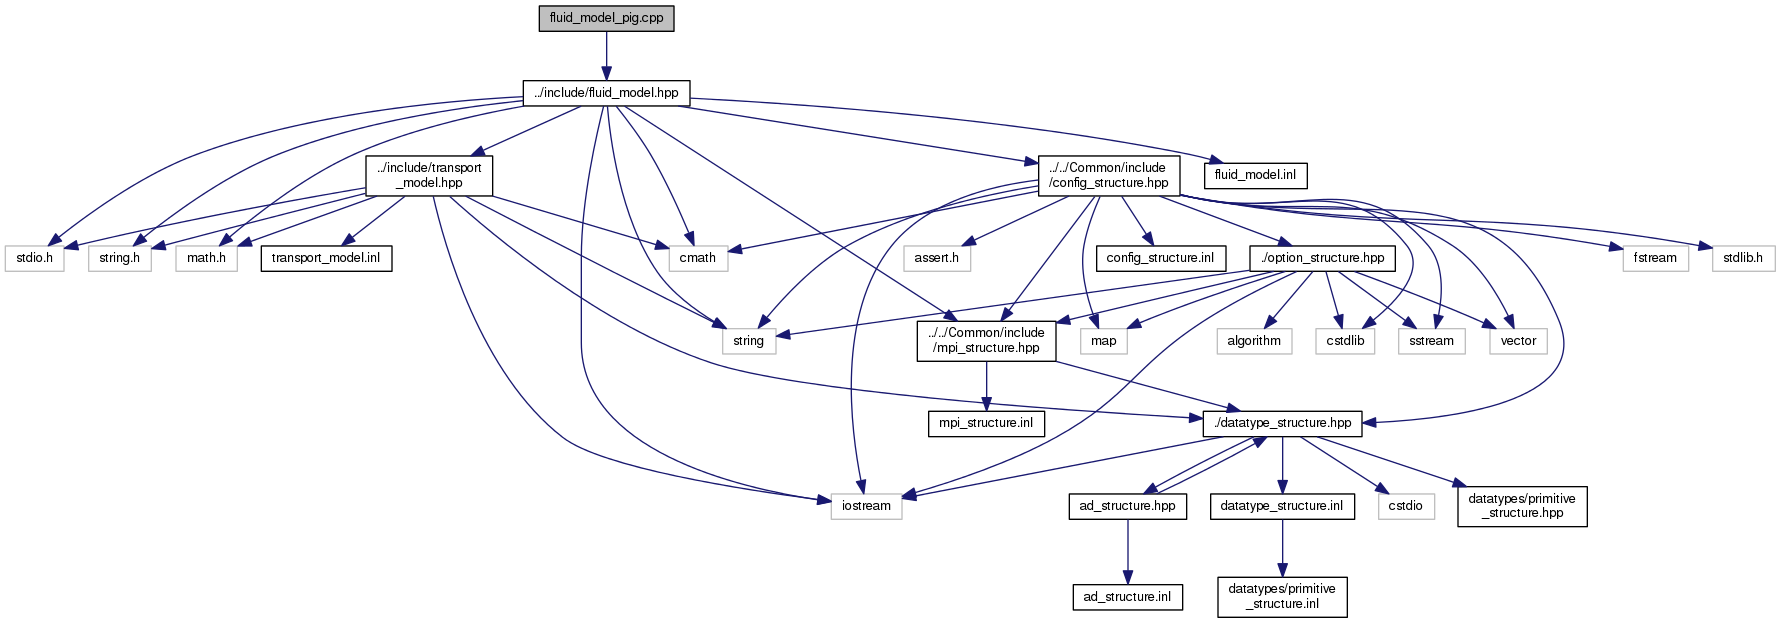 fluid_model_pig.cpp
../include/fluid_model.hpp
../include/transport
_model.hpp
../../Common/include
/config_structure.hpp
fluid_model.inl
stdio.h
string.h
math.h
transport_model.inl
cmath
assert.h
config_structure.inl
./option_structure.hpp
fstream
stdlib.h
string
../../Common/include
/mpi_structure.hpp
map
algorithm
cstdlib
sstream
vector
mpi_structure.inl
./datatype_structure.hpp
iostream
ad_structure.hpp
datatype_structure.inl
cstdio
datatypes/primitive
_structure.hpp
ad_structure.inl
datatypes/primitive
_structure.inl